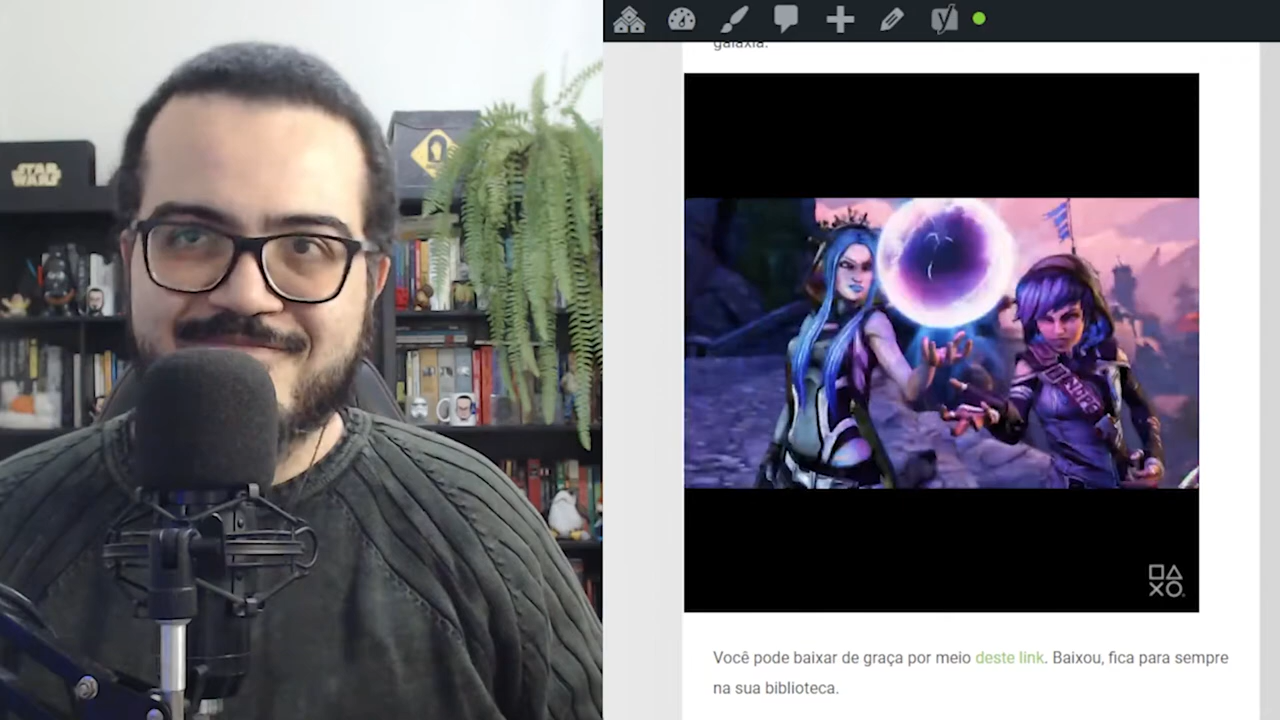 STAR
WARS
galáxia.
NOPE
Você pode baixar de graça por meio deste link. Baixou, fica para sempre
na sua biblioteca.